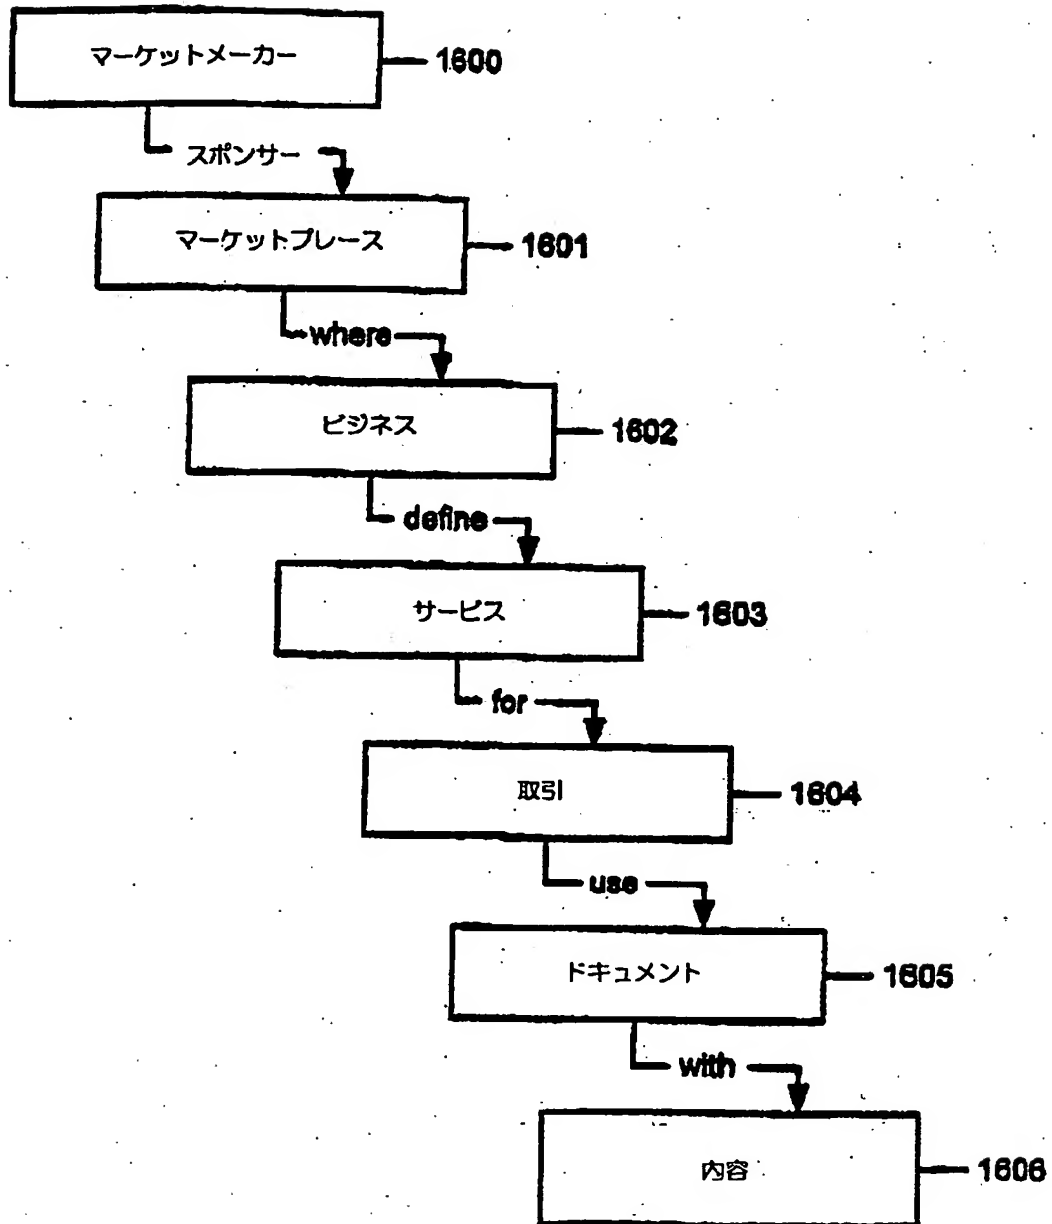 マーケットメーカー
1600
スポンサー
マーケットプレース
1601
where
ビジネス
1602
define
サービス
1603
for
取引
1604
use
ドキュメント
1605
with
内容
1606